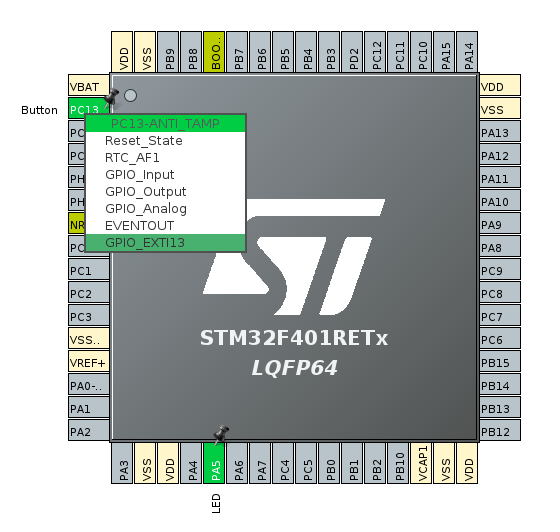 VDD
VSS
PB9
PB8
BOO..
PB7
PB6
PB5
PB4
PB3
PD2
PC12
PC11
PC10
PA15
PA14
VBAT
VDD
Button
PC13
VSS
PC13-ANTI_TAMP
Reset_State
RTC_AF1
GPIO_Input
GPIO_Output
GPIO_Analog
EVENTOUT
GPIO_EXTI13
PC
PC
PH
PH
NR
PC
PC1
PC2
PC3
VSS..
VREF+
PA0-..
PA1
PA2
PA13
PA12
PA11
PA10
PA9
PA8
PC9
PC8
PC7
PC6
PB15
PB14
PB13
PB12
ST
STM32F401RETx
LQFP64
PA3
VSS
VDD
PA4
PA5
PA6
PA7
PC4
PC5
PB0
PB1
PB2
PB10
VCAP1
VSS
VDD
LED